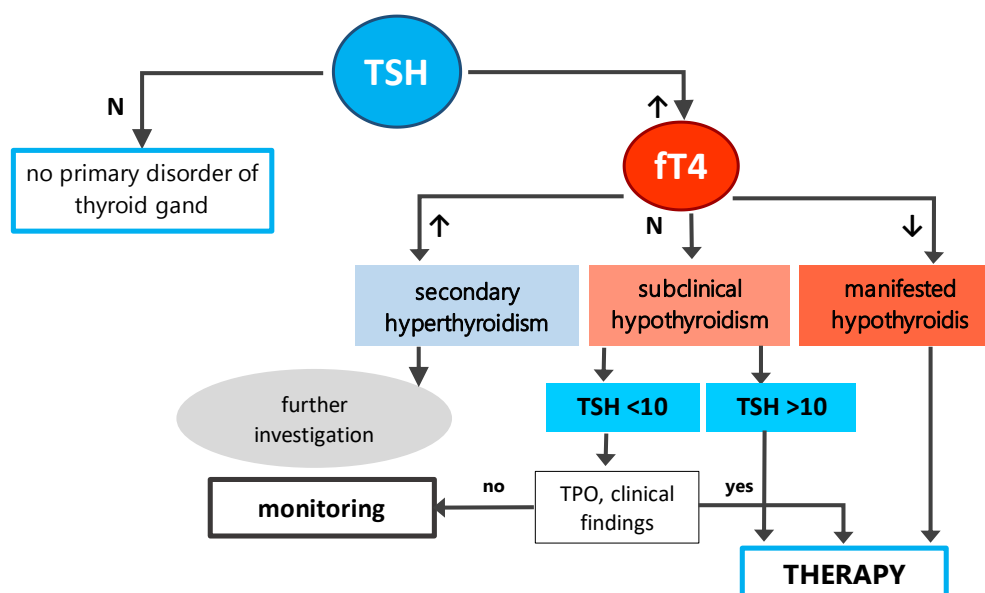 TSH
N
↑
no primary disorder of
thyroid gand
fT4
↑
N
↓
secondary
hyperthyroidism
subclinical
hypothyroidism
manifested
hypothyroidis
further
investigation
TSH <10
TSH >10
monitoring
no
TPO, clinical
findings
yes
THERAPY